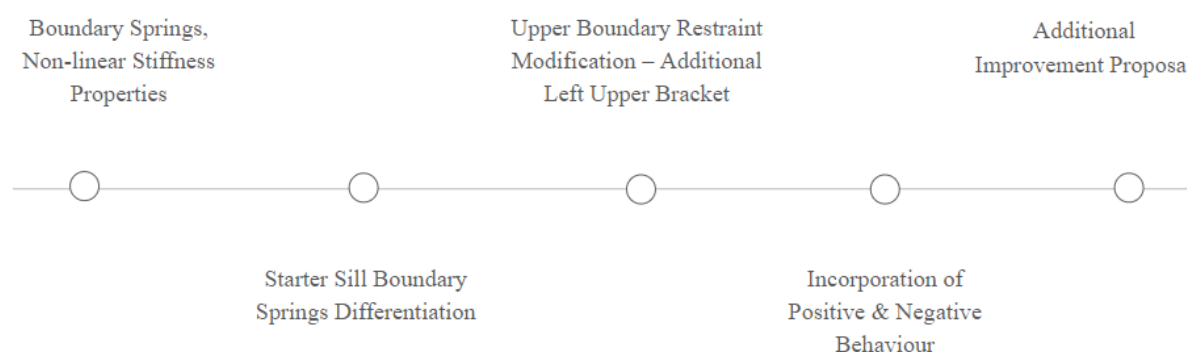 Boundary Springs,
Non-linear Stiffness
Properties
Starter Sill Boundary
Springs Differentiation
Upper Boundary Restraint
Modification – Additional
Left Upper Bracket
Incorporation of
Positive & Negative
Behaviour
Additional
Improvement Proposa